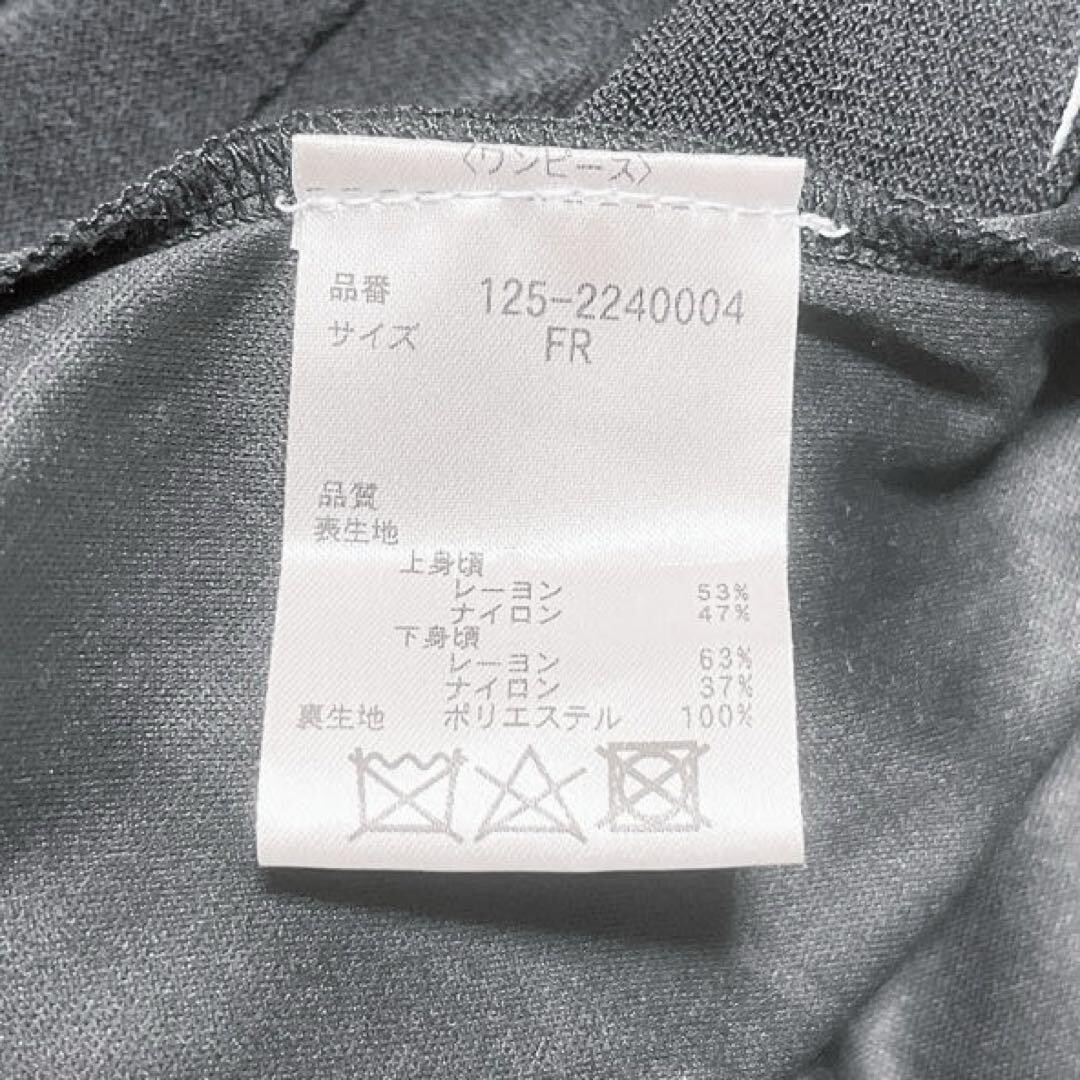 〈ワンピース〉
品番 125-2240004
サイズ FR
品質
表生地
上身頃
レーヨン 53%
ナイロン 47%
下身頃
レーヨン 63%
ナイロン 37%
裏生地 ポリエステル 100%